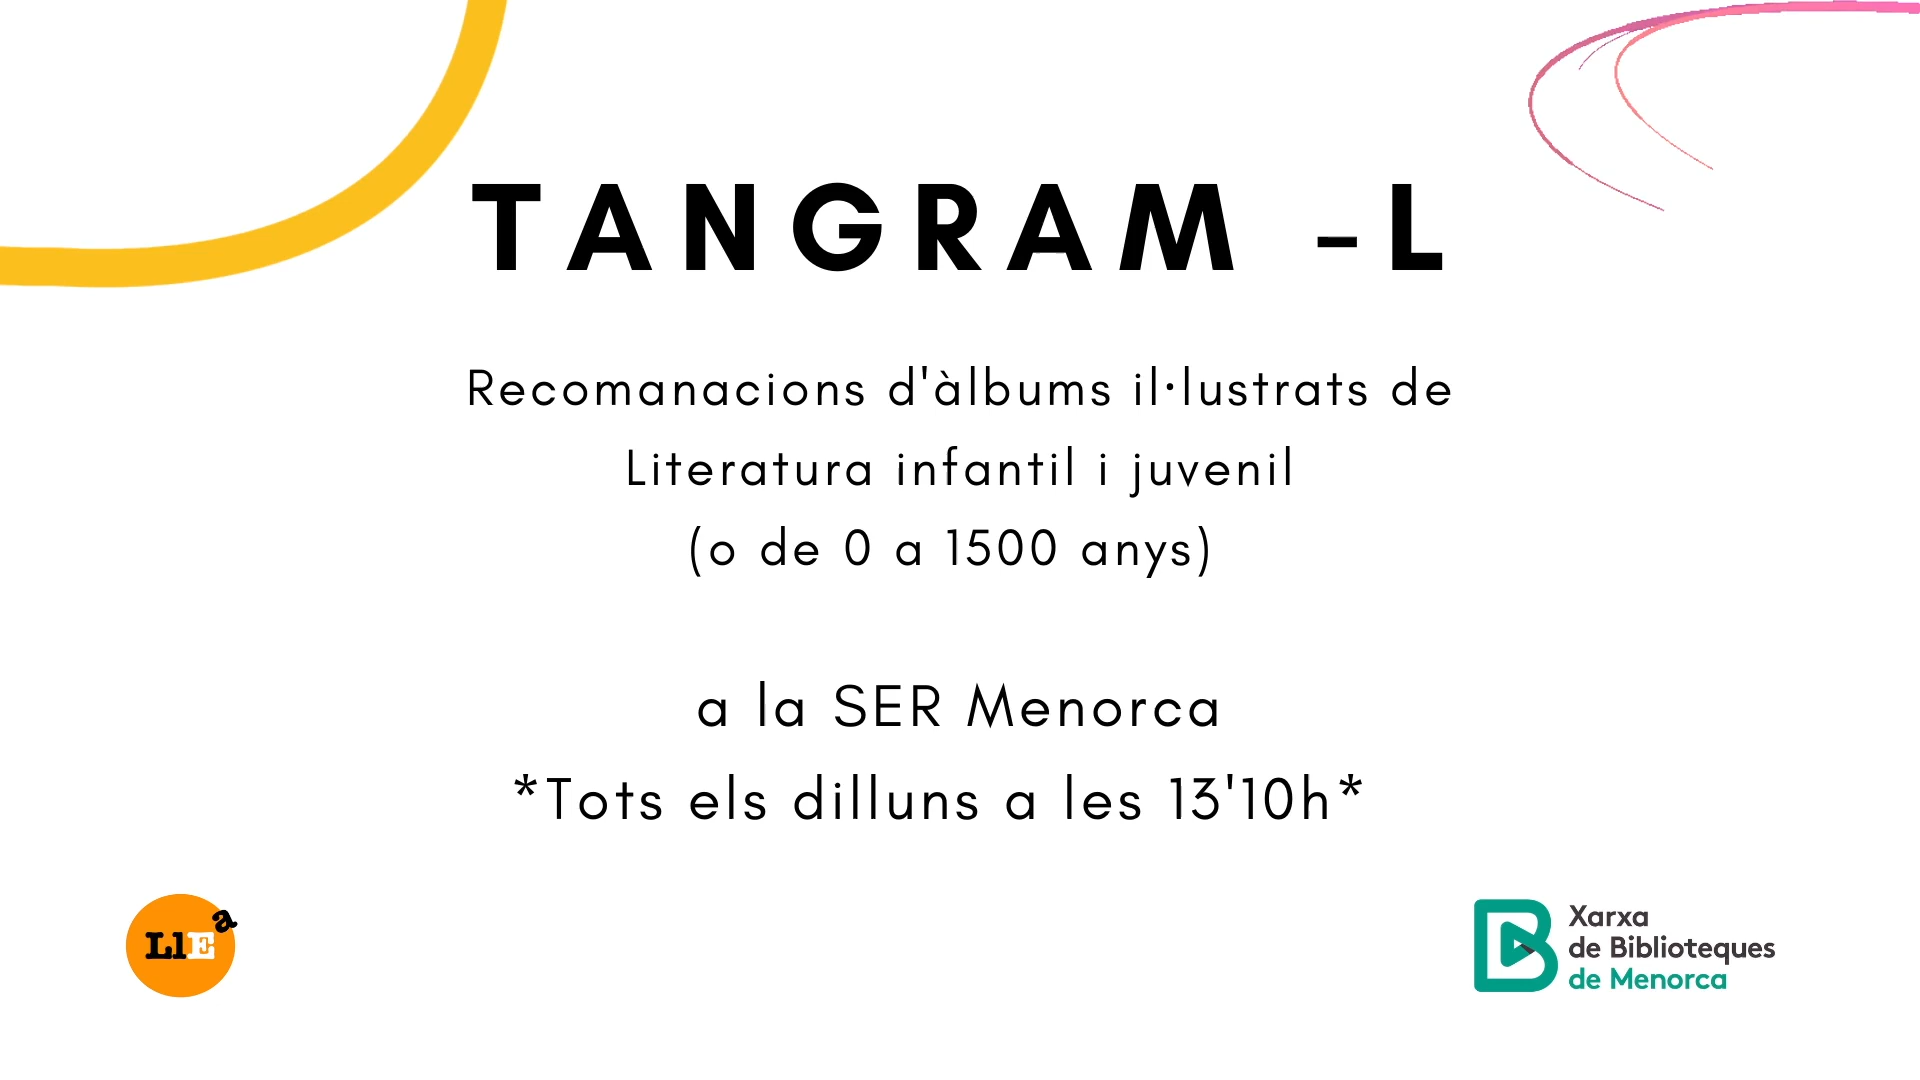 TANGRAM -L
Recomanacions d'àlbums il·lustrats de
Literatura infantil i juvenil
(o de 0 a 1500 anys)
a la SER Menorca
*Tots els dilluns a les 13'10h*
LlEa
Xarxa
de Biblioteques
de Menorca